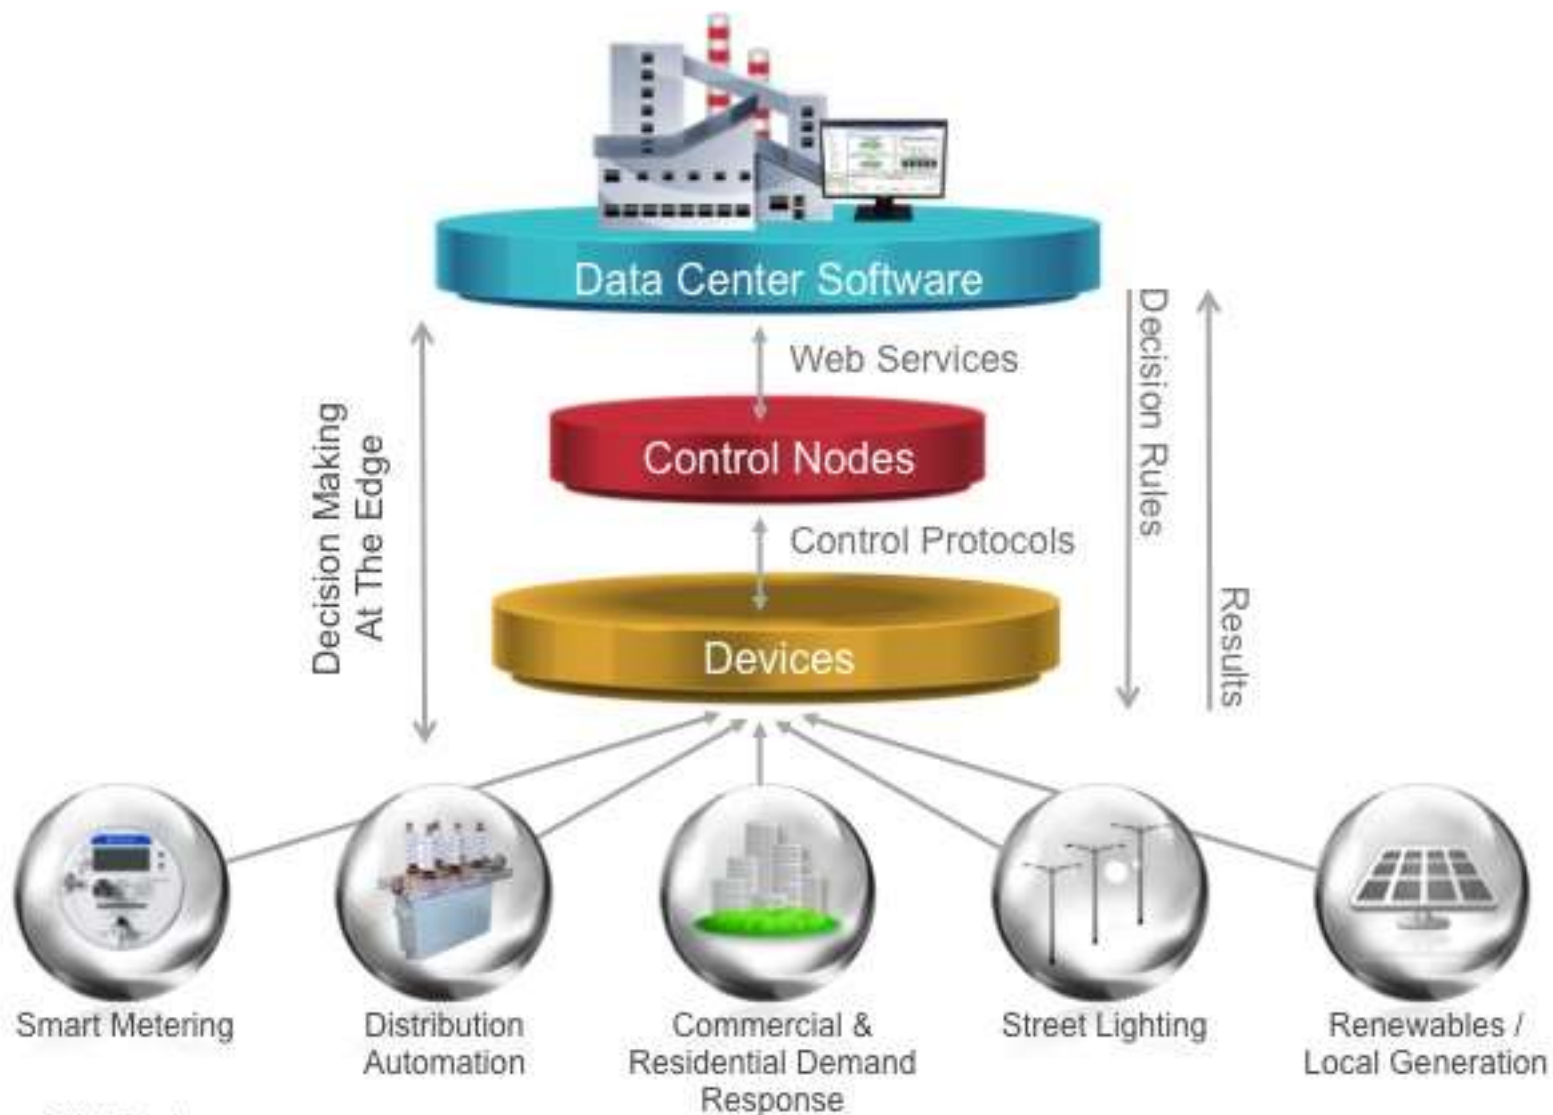 Data Center Software
Web Services
Control Nodes
Control Protocols
Devices
Decision Making
At The Edge
Decision Rules
Results
Smart Metering
Distribution
Automation
Commercial &
Residential Demand
Response
Street Lighting
Renewables /
Local Generation